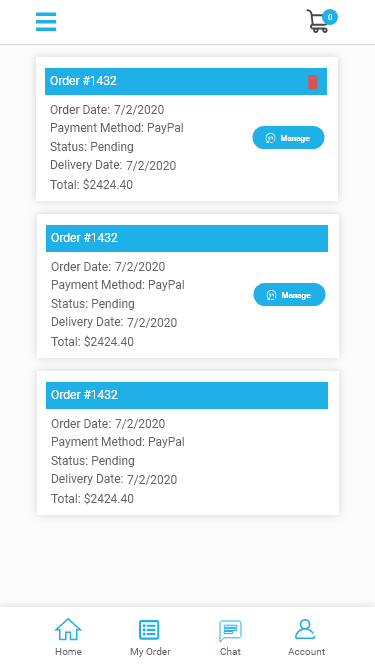 0
Order #1432
Order Date: 7/2/2020
Payment Method: PayPal
Status: Pending
Manage
Delivery Date: 7/2/2020
Total: $2424.40
Order #1432
Order Date: 7/2/2020
Payment Method: PayPal
Status: Pending
Manage
Delivery Date: 7/2/2020
Total: $2424.40
Order #1432
Order Date: 7/2/2020
Payment Method: PayPal
Status: Pending
Delivery Date: 7/2/2020
Total: $2424.40
Home My Order Chat Account